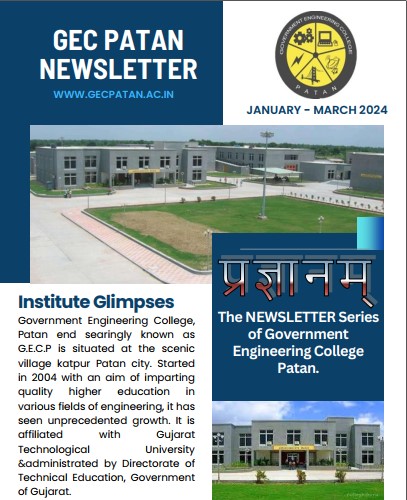 GEC PATAN
NEWSLETTER
WWW.GECPATAN.AC.IN
GOVERNMENT ENGINEERING COLLEGE
PATAN
JANUARY - MARCH 2024
प्रज्ञानम्
The NEWSLETTER Series
of Government
Engineering College
Patan.
Institute Glimpses
Government Engineering College,
Patan end searingly known as
G.E.C.P is situated at the scenic
village katpur Patan city. Started
in 2004 with an aim of imparting
quality higher education in
various fields of engineering, it has
seen unprecedented growth. It is
affiliated with Gujarat
Technological University
&administrated by Directorate of
Technical Education, Government
of Gujarat.